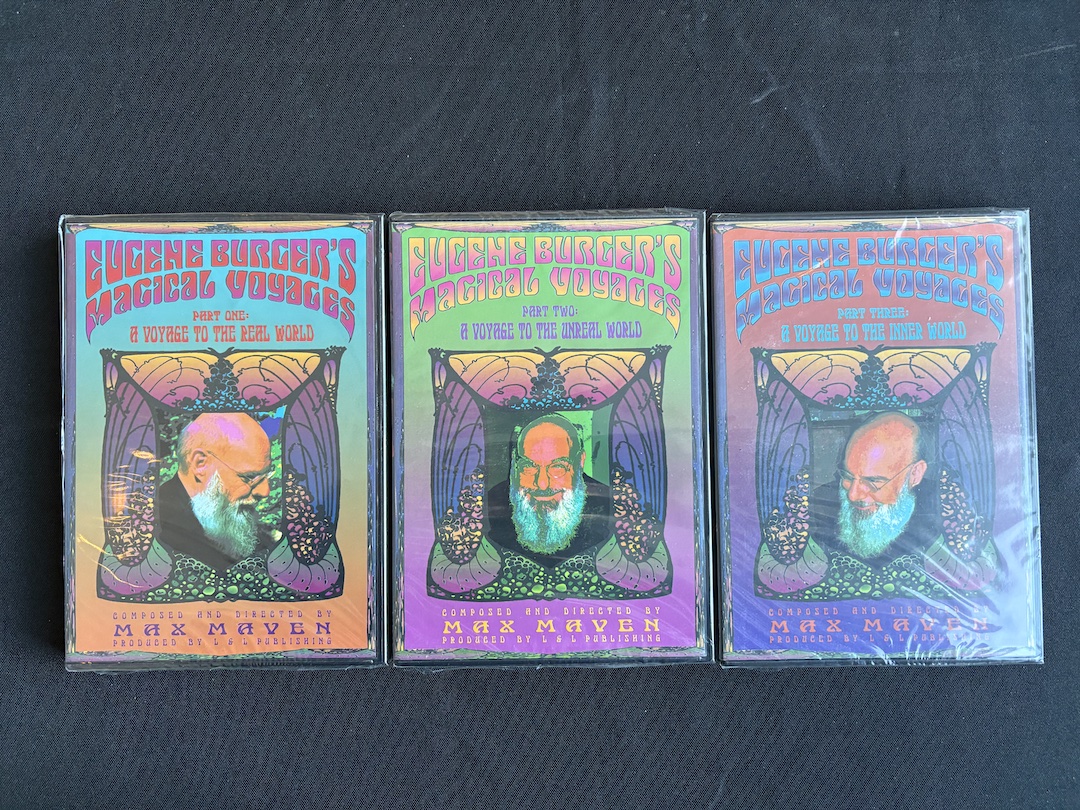 EUGENE BURGER'S
MAGICAL VOYAGES
PART ONE:
A VOYAGE TO THE REAL WORLD
COMPOSED AND DIRECTED BY
MAX MAVEN
PRODUCED BY L & L PUBLISHING
EUGENE BURGER'S
MAGICAL VOYAGES
PART TWO:
A VOYAGE TO THE UNREAL WORLD
COMPOSED AND DIRECTED BY
MAX MAVEN
PRODUCED BY L & L PUBLISHING
EUGENE BURGER'S
MAGICAL VOYAGES
PART THREE:
A VOYAGE TO THE INNER WORLD
COMPOSED AND DIRECTED BY
MAX MAVEN
PRODUCED BY L & L PUBLISHING